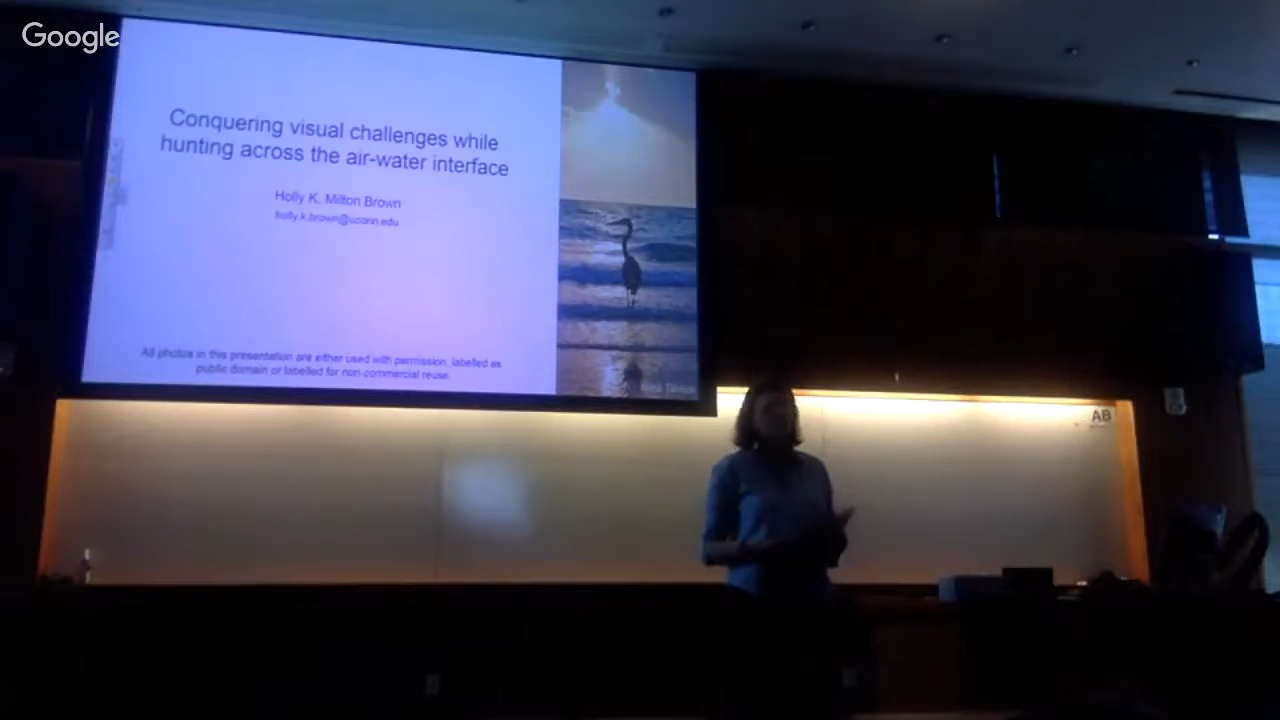 Google
Conquering visual challenges while
hunting across the air-water interface
Holly K. Milton Brown
holly.k.brown@uconn.edu
All photos in this presentation are either used with permission, labelled as
public domain or labelled for non-commercial reuse
AB